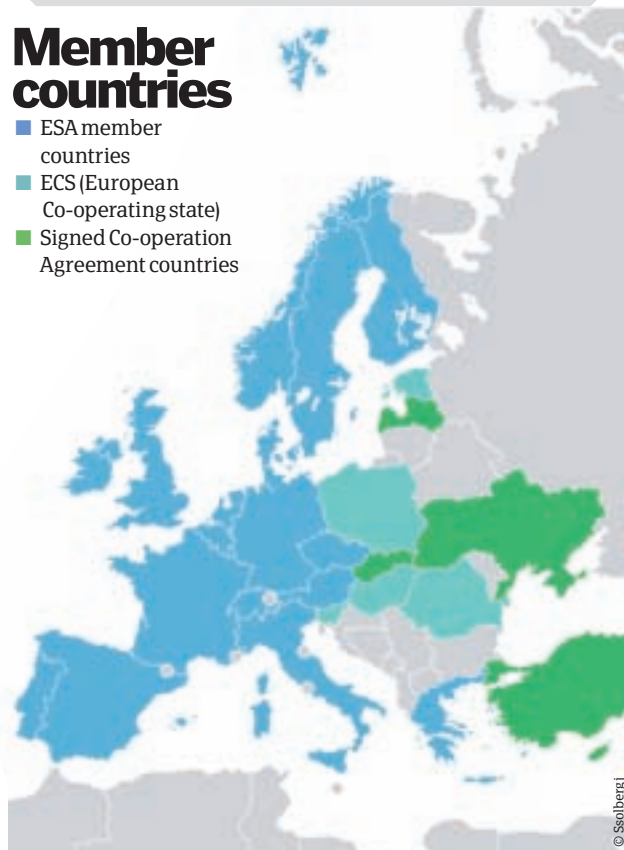 Member
countries
ESA member
countries
ECS (European
Co-operating state)
Signed Co-operation
Agreement countries
© Ssolbergj